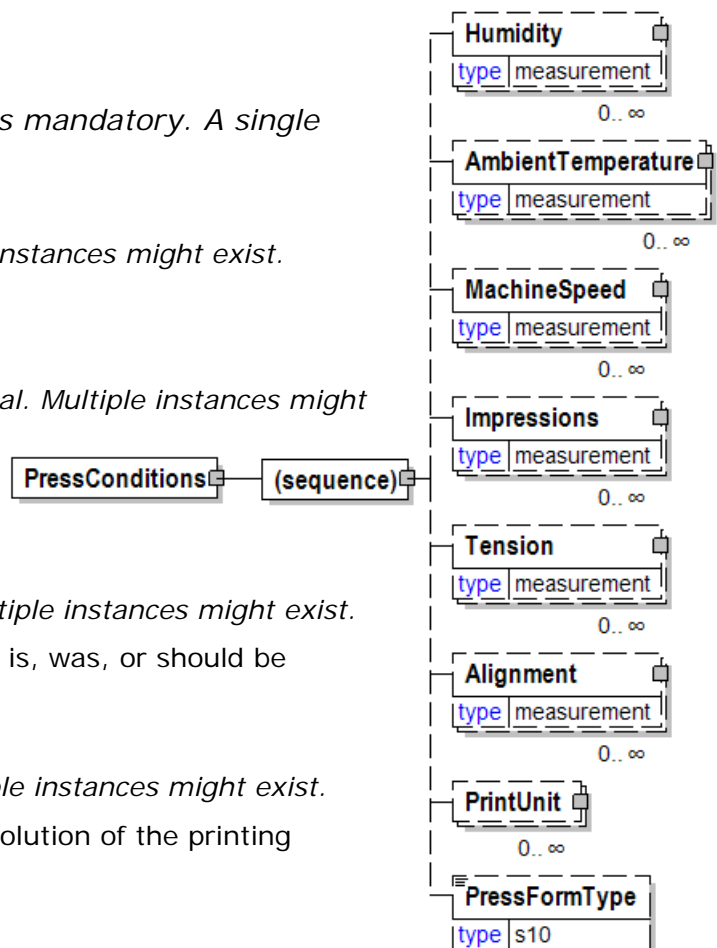 s mandatory. A single
nstances might exist.
al. Multiple instances might
tiple instances might exist.
is, was, or should be
le instances might exist.
olution of the printing
PressConditions
(sequence)
Humidity
type measurement
0.. ∞
AmbientTemperature
type measurement
0.. ∞
MachineSpeed
type measurement
0.. ∞
Impressions
type measurement
0.. ∞
Tension
type measurement
0.. ∞
Alignment
type measurement
0.. ∞
PrintUnit
0.. ∞
PressFormType
type s10